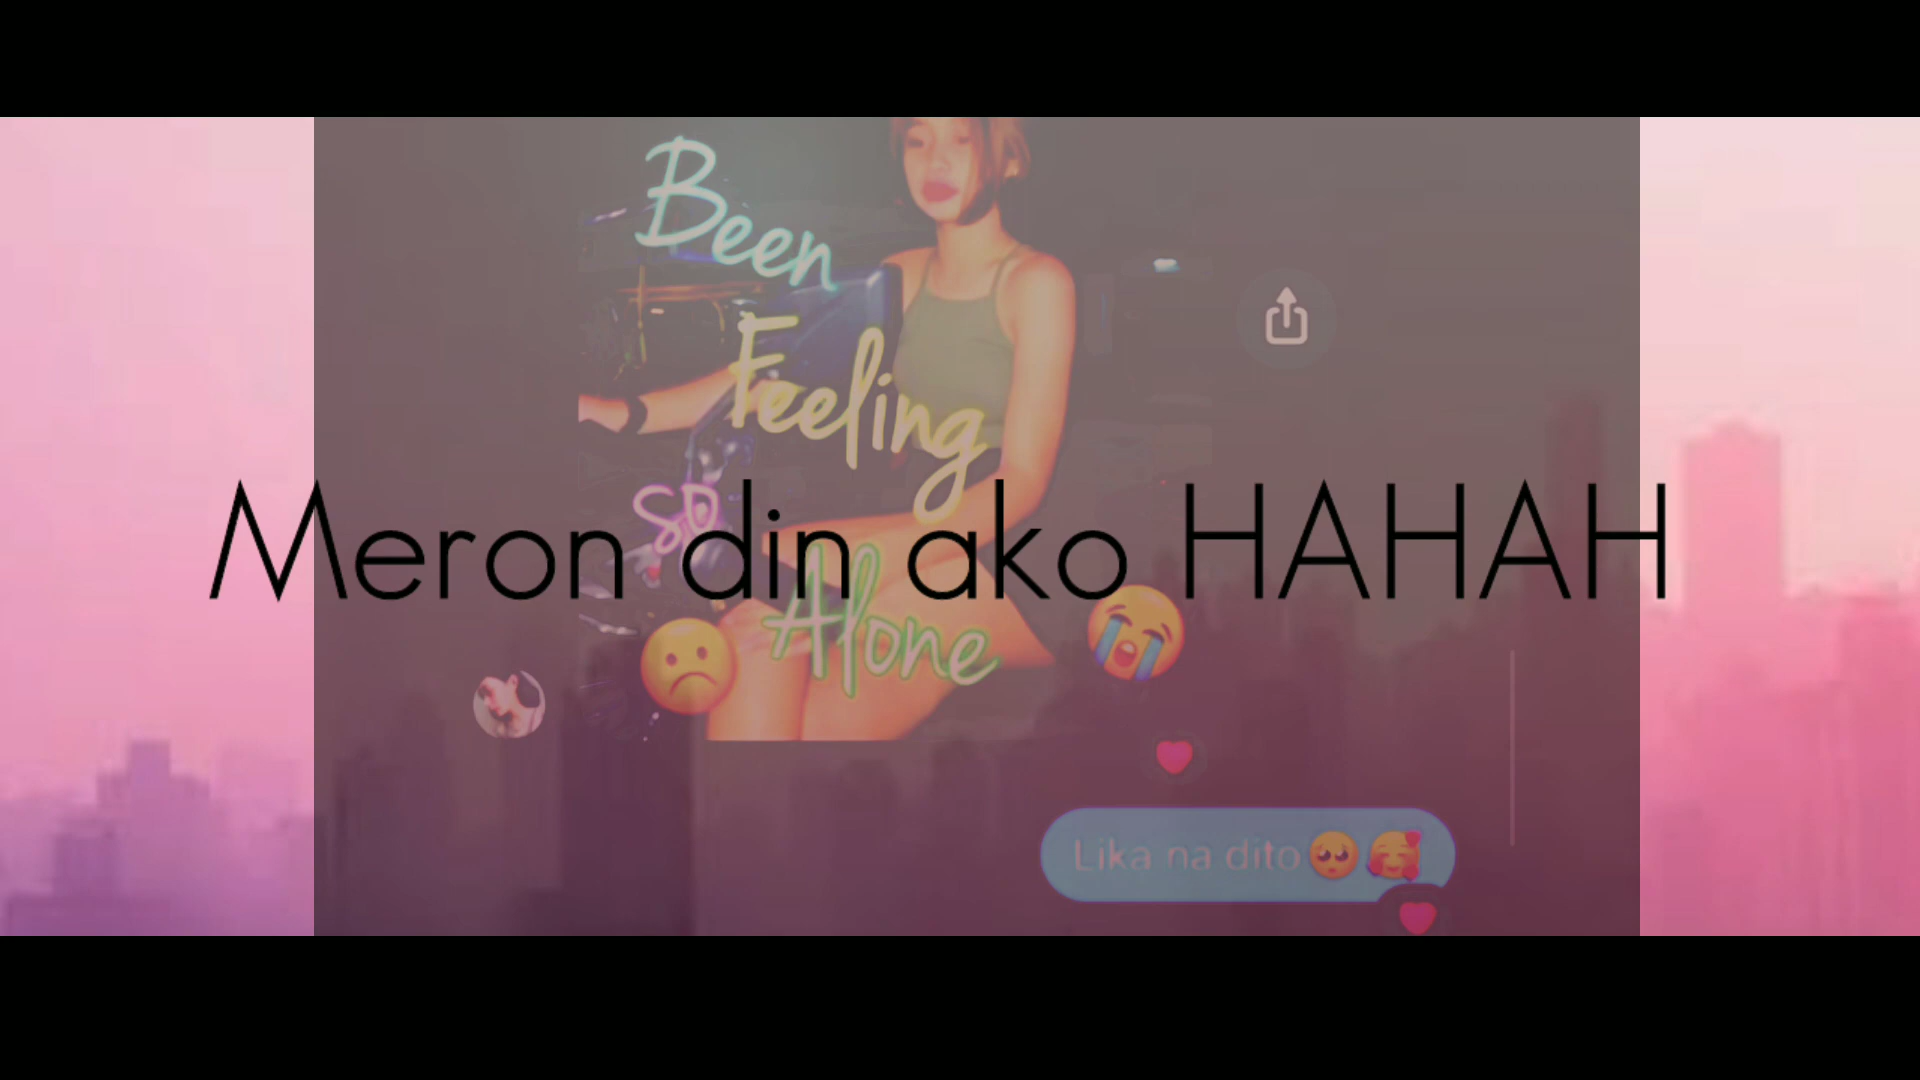 Been
Feeling
so
Meron din ako HAHAH
Alone
Lika na dito🥺🥰